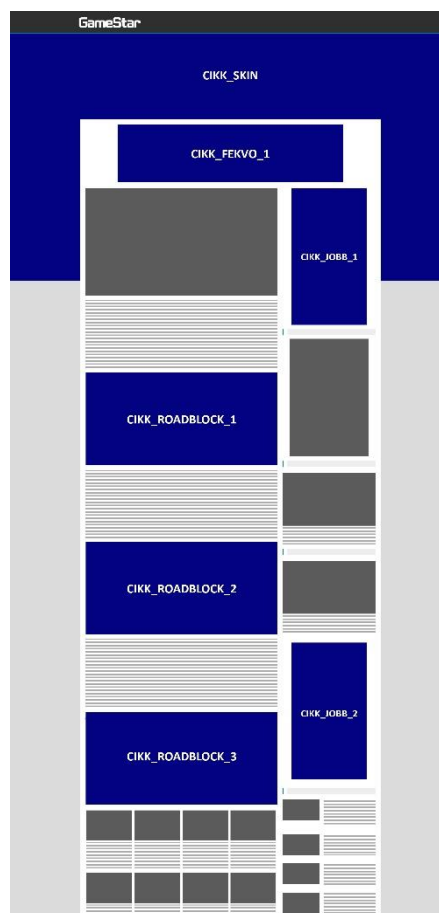 GameStar
CIKK_SKIN
CIKK_FEKVO_1
CIKK_JOBB_1
CIKK_ROADBLOCK_1
CIKK_ROADBLOCK_2
CIKK_JOBB_2
CIKK_ROADBLOCK_3